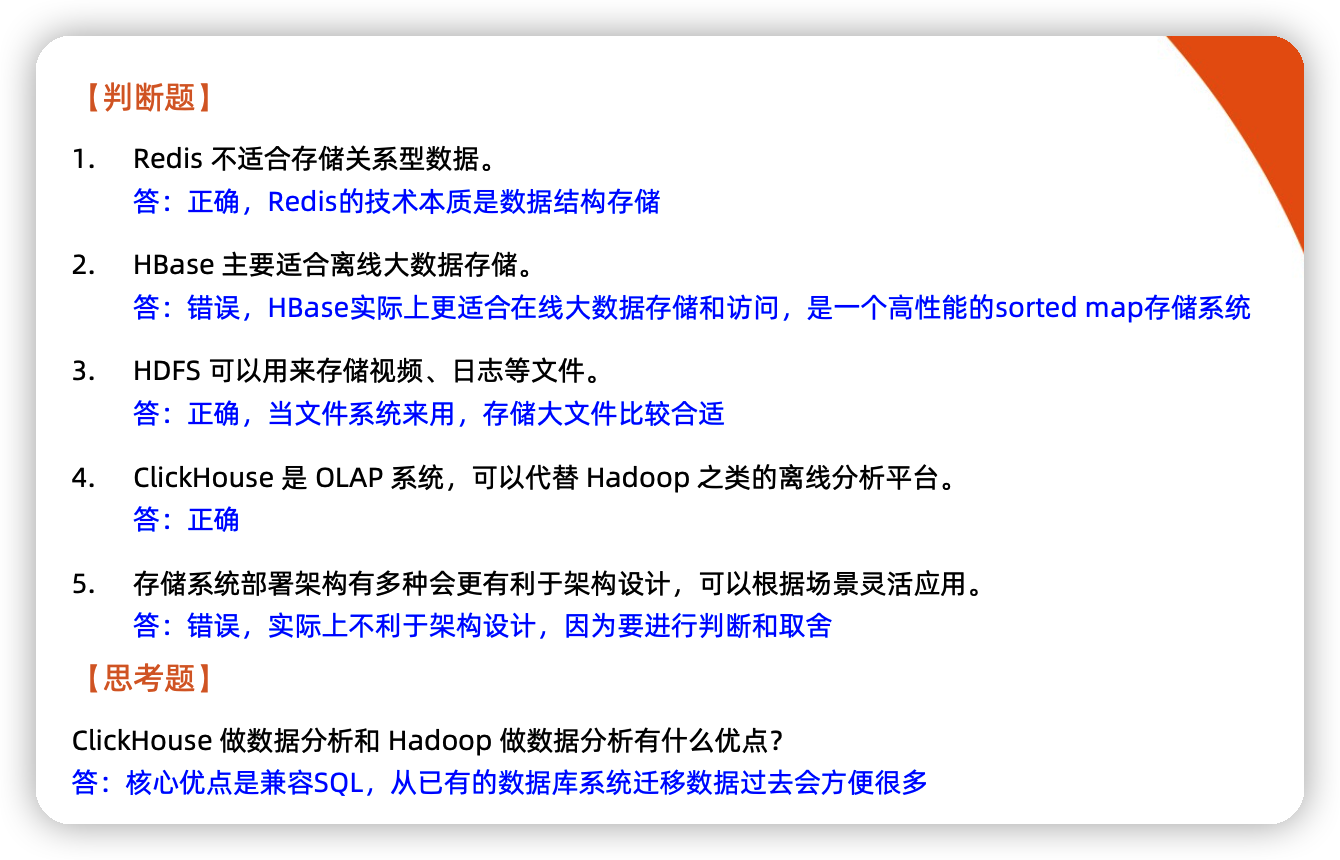 【判断题】
1. Redis 不适合存储关系型数据。
答：正确，Redis的技术本质是数据结构存储
2. HBase 主要适合离线大数据存储。
答：错误，HBase实际上更适合在线大数据存储和访问，是一个高性能的sorted map存储系统
3. HDFS 可以用来存储视频、日志等文件。
答：正确，当文件系统来用，存储大文件比较合适
4. ClickHouse 是 OLAP 系统，可以代替 Hadoop 之类的离线分析平台。
答：正确
5. 存储系统部署架构有多种会更有利于架构设计，可以根据场景灵活应用。
答：错误，实际上不利于架构设计，因为要进行判断和取舍
【思考题】
ClickHouse 做数据分析和 Hadoop 做数据分析有什么优点？
答：核心优点是兼容SQL，从已有的数据库系统迁移数据过去会方便很多